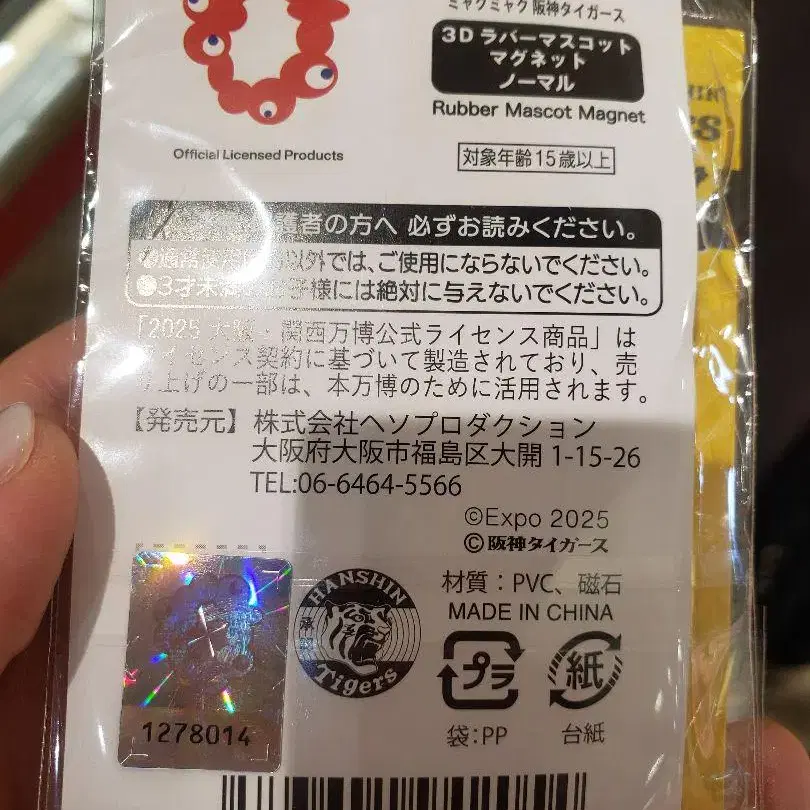 ミャクミャク 阪神タイガース
3D ラバーマスコット
マグネット
ノーマル
Rubber Mascot Magnet
Official Licensed Products
対象年齢15歳以上
護者の方へ 必ずお読みください。
以外では、ご使用にならないでください。
●3才未 子様には絶対に与えないでください。
「2025 大阪・関西万博公式ライセンス商品」は
ライセンス契約に基づいて製造されており、売
り上げの一部は、本万博のために活用されます。
【発売元】株式会社ヘソプロダクション
大阪府大阪市福島区大開 1-15-26
TEL:06-6464-5566
©Expo 2025
©阪神タイガース
材質：PVC、磁石
MADE IN CHINA
HANSHIN
Tigers
プラ
紙
袋:PP
台紙
1278014